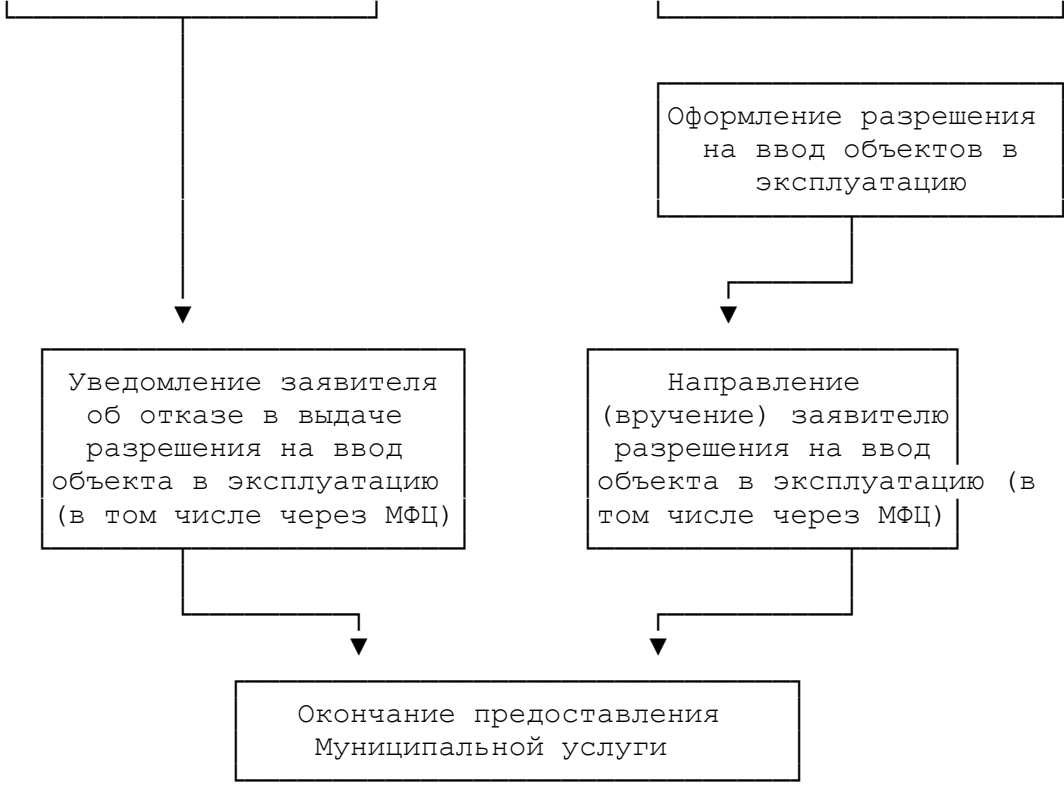 Оформление разрешения
на ввод объектов в
эксплуатацию
Уведомление заявителя
об отказе в выдаче
разрешения на ввод
объекта в эксплуатацию
(в том числе через МФЦ)
Направление
(вручение) заявителю
разрешения на ввод
объекта в эксплуатацию (в
том числе через МФЦ)
Окончание предоставления
Муниципальной услуги